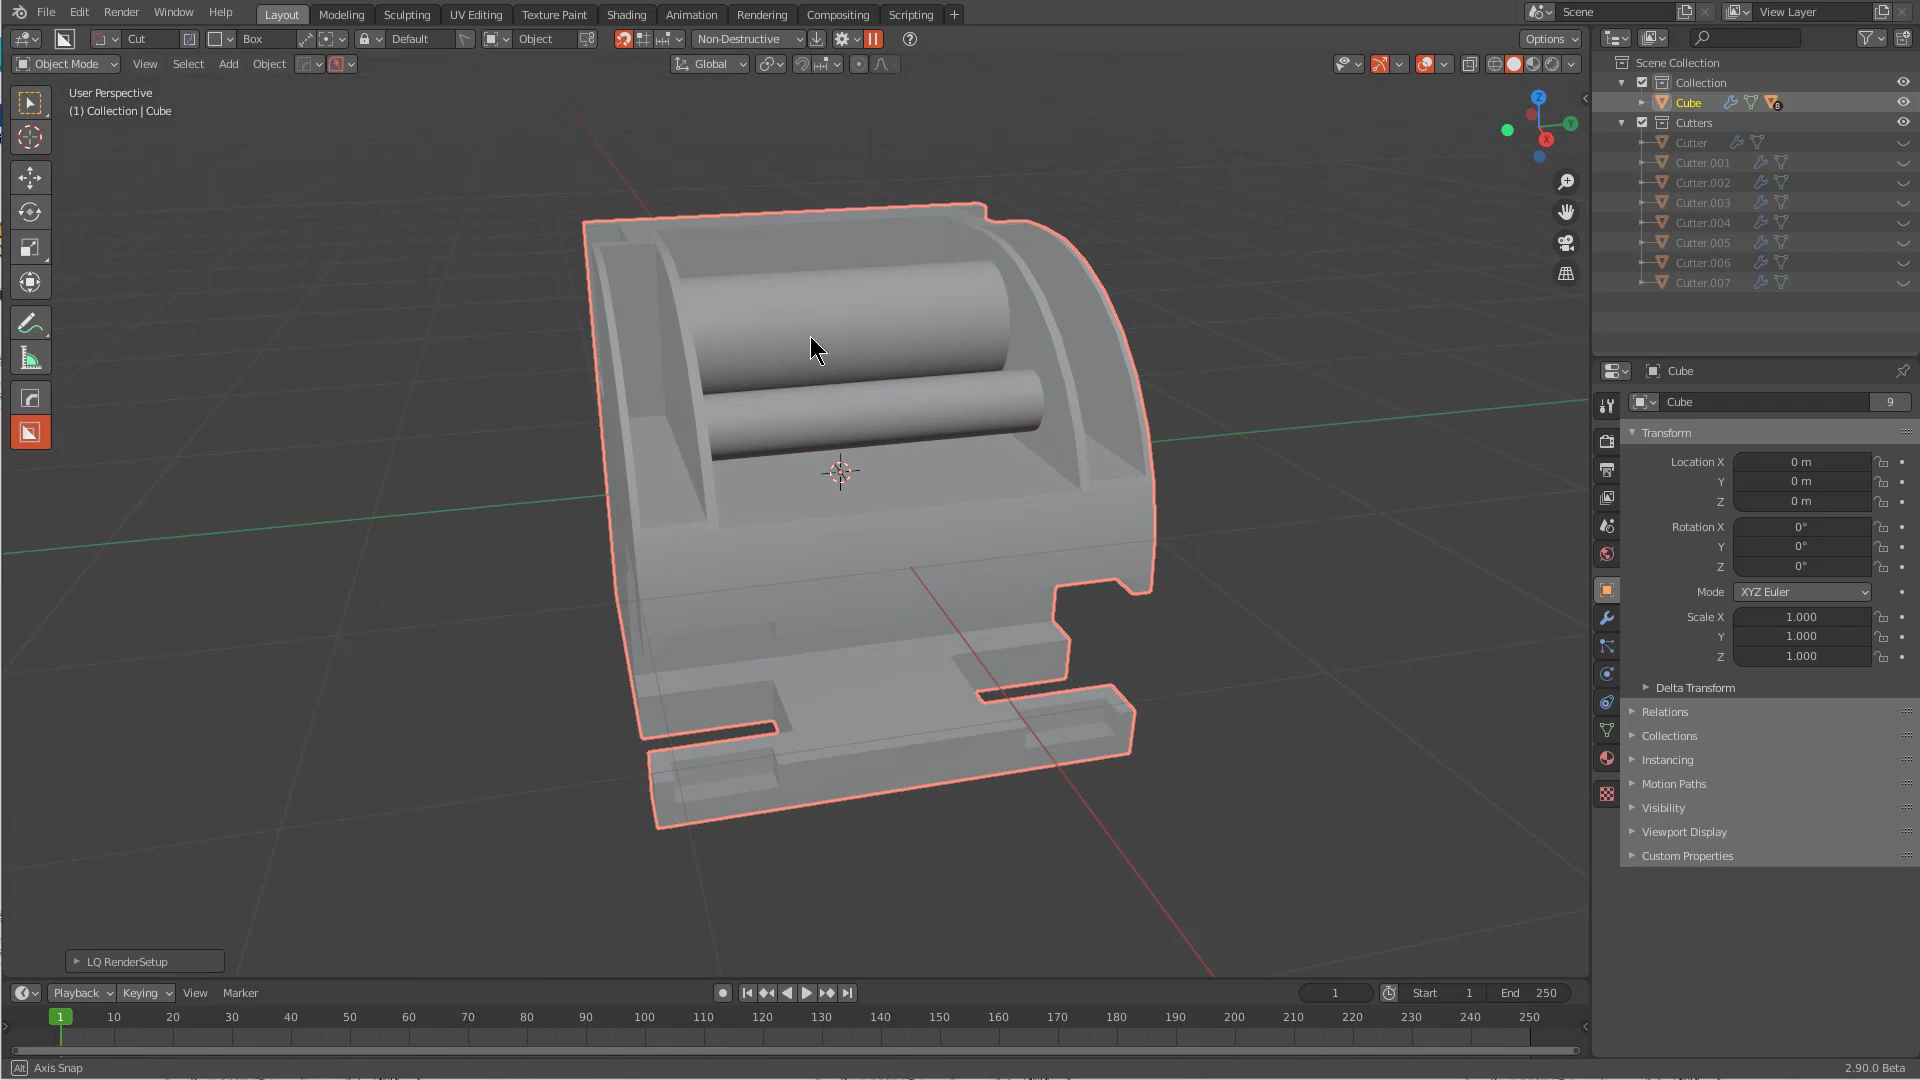 File Edit Render Window Help Layout Modeling Sculpting UV Editing Texture Paint Shading Animation Rendering Compositing Scripting + Scene View Layer
Cut Box Default Object Non-Destructive Options
Object Mode View Select Add Object Global
User Perspective
(1) Collection | Cube
Z
Y
X
Scene Collection
Collection
Cube 8
Cutters
Cutter
Cutter.001
Cutter.002
Cutter.003
Cutter.004
Cutter.005
Cutter.006
Cutter.007
Cube
Cube 9
Transform
Location X 0 m
Y 0 m
Z 0 m
Rotation X 0°
Y 0°
Z 0°
Mode XYZ Euler
Scale X 1.000
Y 1.000
Z 1.000
Delta Transform
Relations
Collections
Instancing
Motion Paths
Visibility
Viewport Display
Custom Properties
LQ RenderSetup
Playback Keying View Marker 1 Start 1 End 250
1 10 20 30 40 50 60 70 80 90 100 110 120 130 140 150 160 170 180 190 200 210 220 230 240 250
Alt Axis Snap 2.90.0 Beta